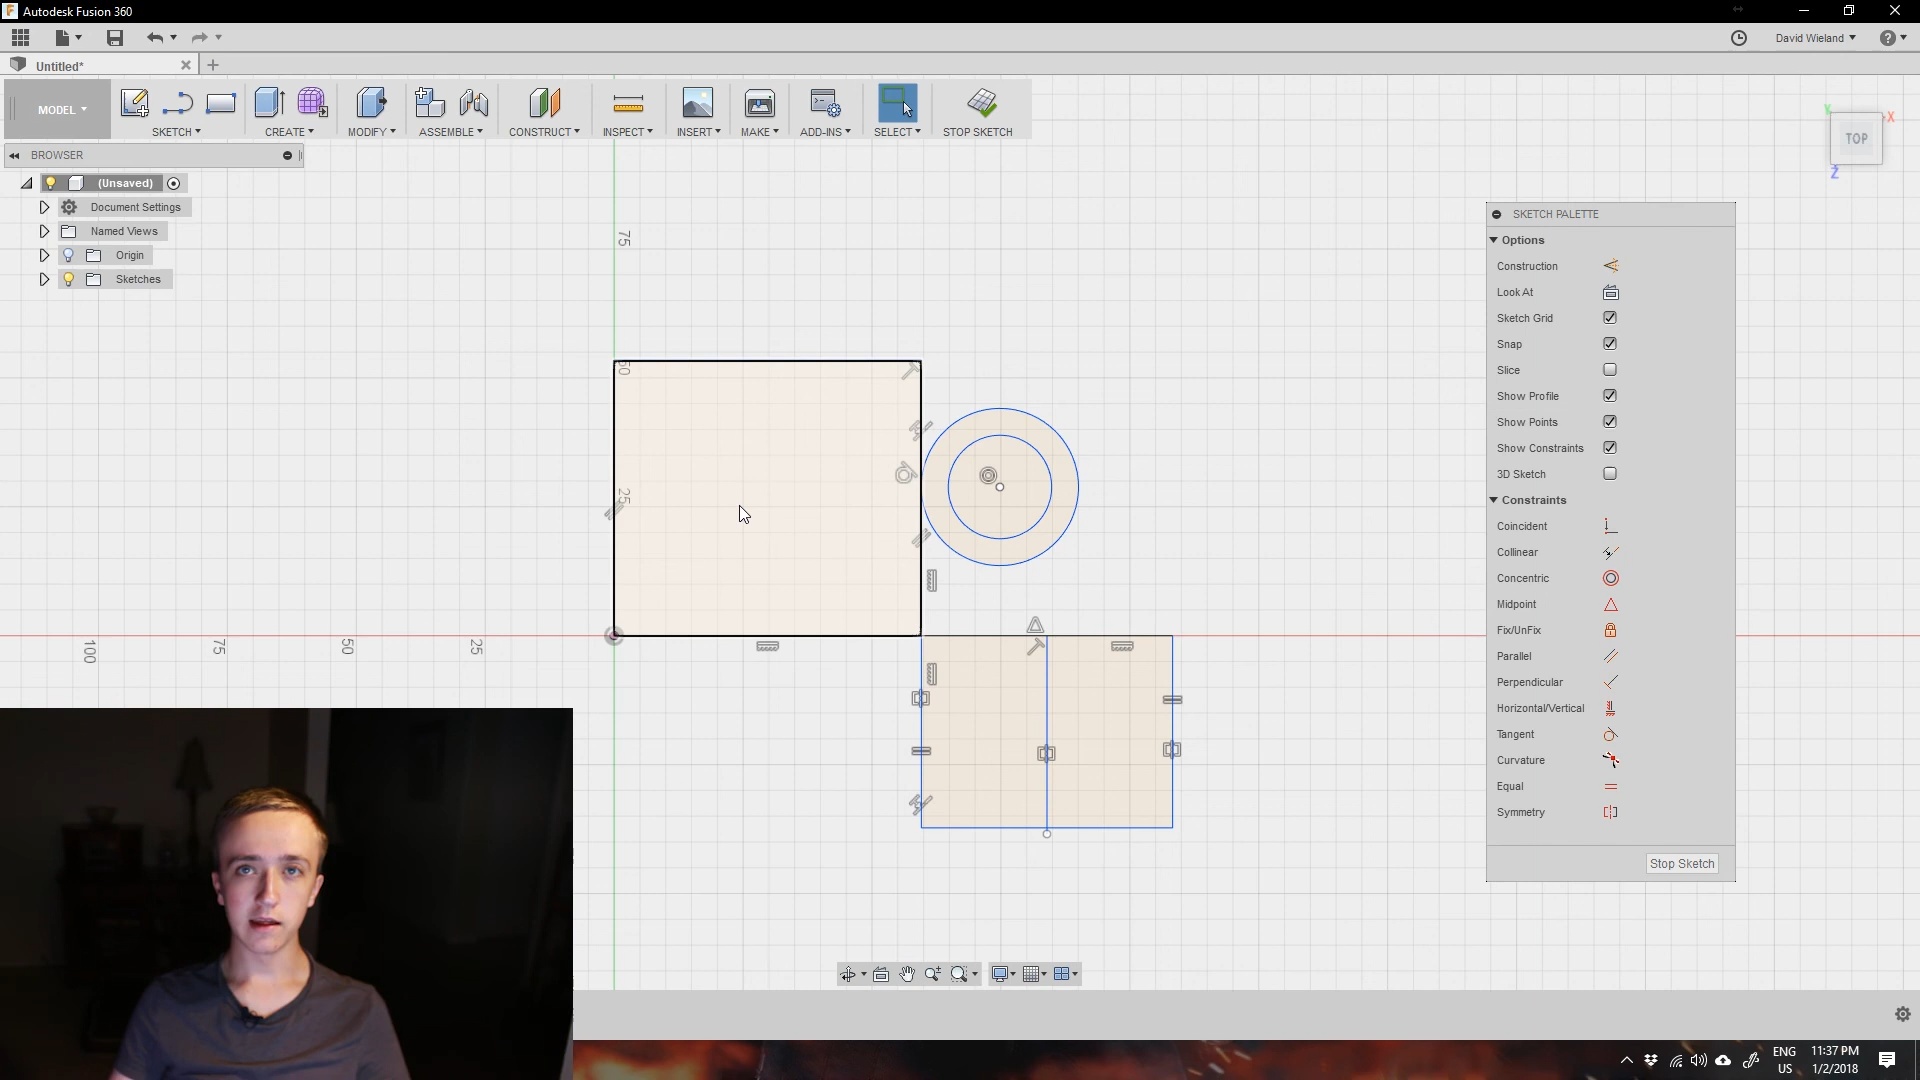 Autodesk Fusion 360
David Wieland
Untitled*
MODEL
SKETCH
CREATE
MODIFY
ASSEMBLE
CONSTRUCT
INSPECT
INSERT
MAKE
ADD-INS
SELECT
STOP SKETCH
BROWSER
(Unsaved)
Document Settings
Named Views
Origin
Sketches
X
Y
TOP
Z
75
50
25
100
75
50
25
SKETCH PALETTE
Options
Construction
Look At
Sketch Grid
Snap
Slice
Show Profile
Show Points
Show Constraints
3D Sketch
Constraints
Coincident
Collinear
Concentric
Midpoint
Fix/UnFix
Parallel
Perpendicular
Horizontal/Vertical
Tangent
Curvature
Equal
Symmetry
Stop Sketch
ENG
US
11:37 PM
1/2/2018